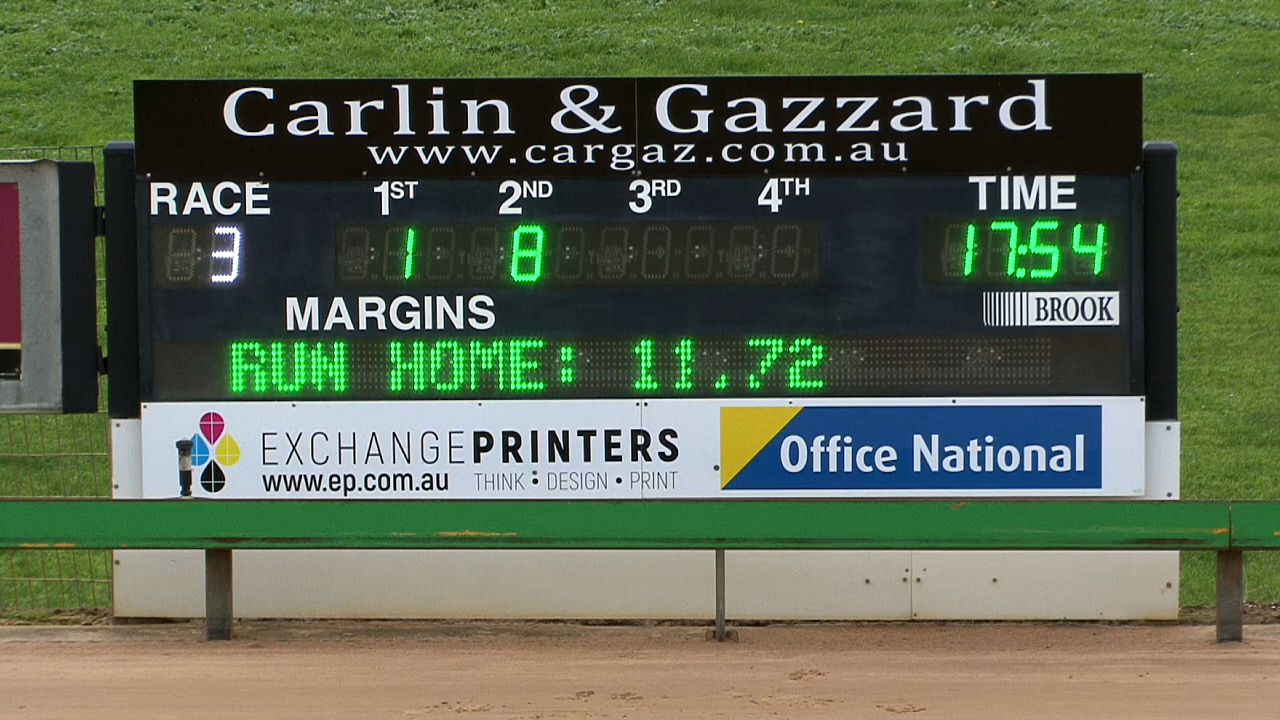 Carlin & Gazzard
www.cargaz.com.au
RACE 1ST 2ND 3RD 4TH TIME
3 1 8 17.54
MARGINS BROOK
RUN HOME: 11.72
EXCHANGEPRINTERS
www.ep.com.au THINK : DESIGN • PRINT
Office National